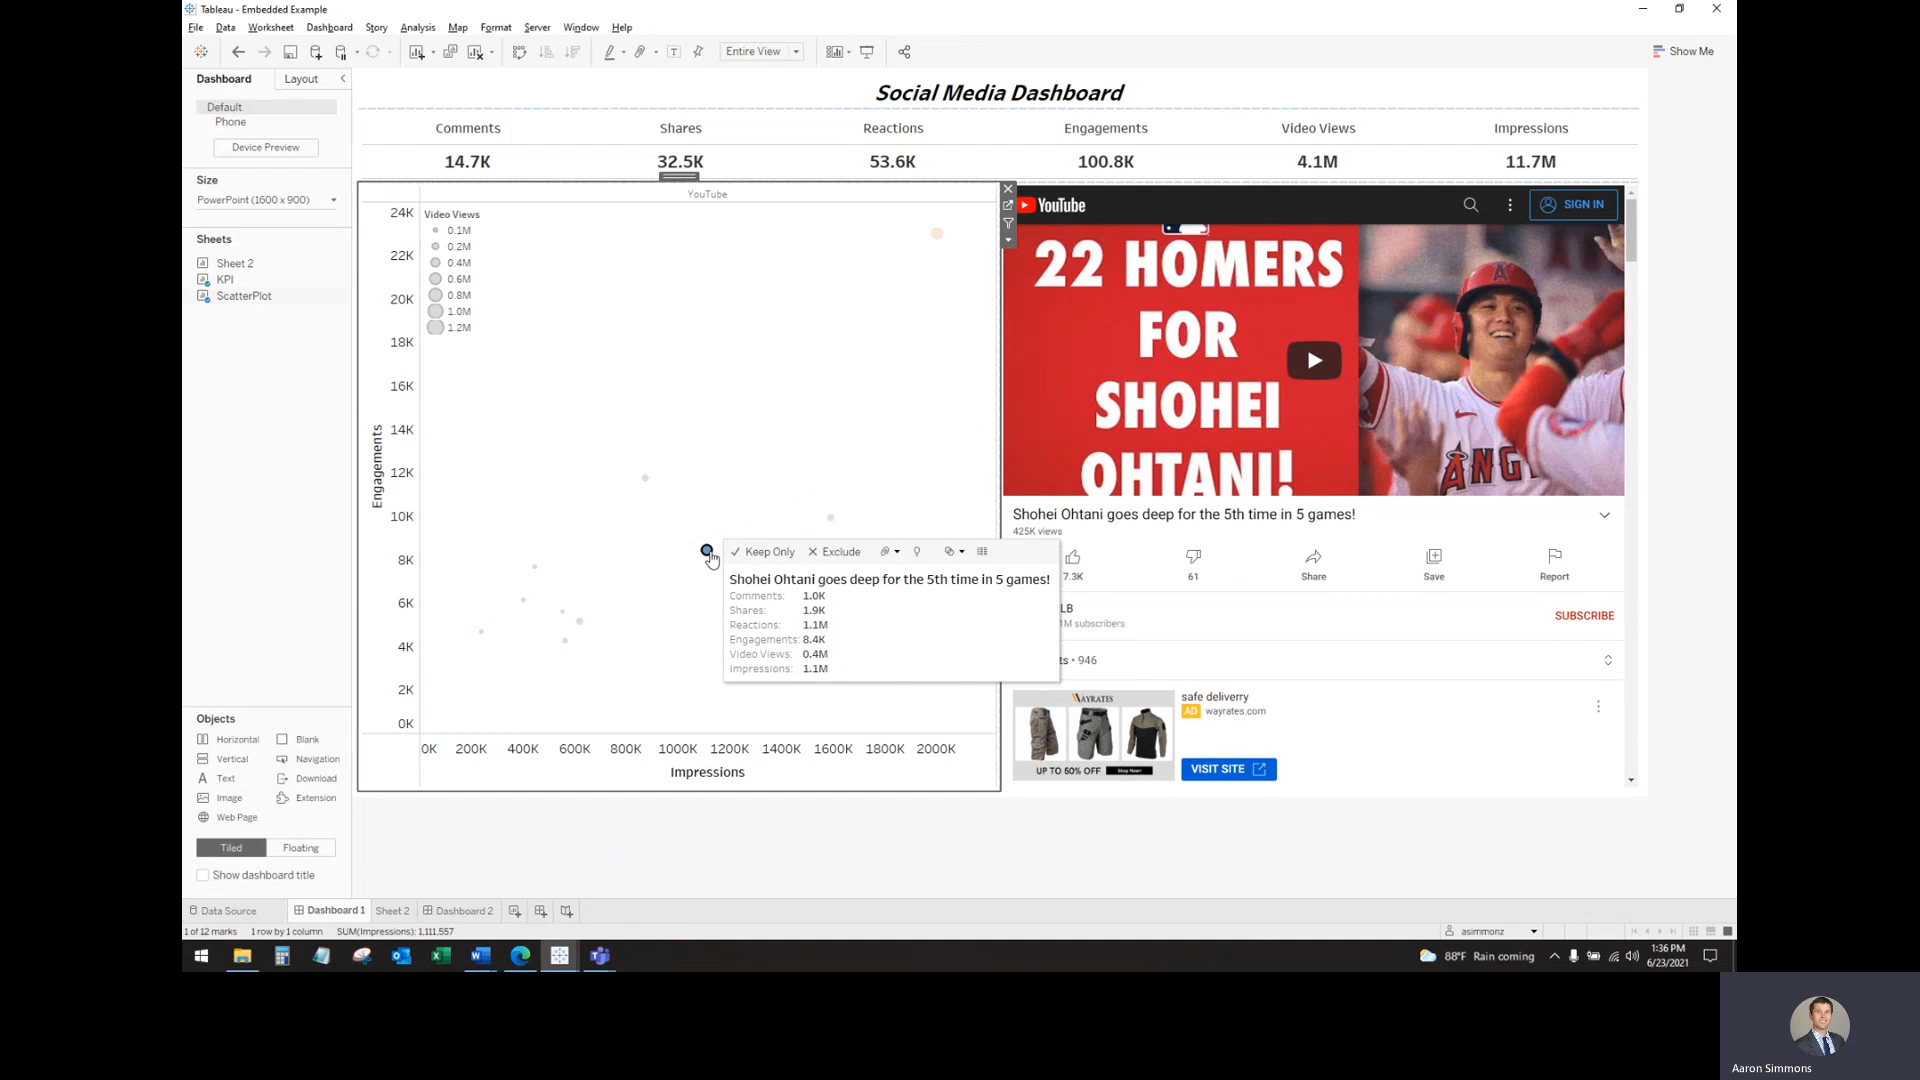 Tableau - Embedded Example
File Data Worksheet Dashboard Story Analysis Map Format Server Window Help
Entire View
Show Me
Dashboard Layout
Default
Phone
Device Preview
Size
PowerPoint (1600 x 900)
Sheets
Sheet 2
KPI
ScatterPlot
Objects
Horizontal Blank
Vertical Navigation
A Text Download
Image Extension
Web Page
Tiled Floating
Show dashboard title
Social Media Dashboard
Comments Shares Reactions Engagements Video Views Impressions
14.7K 32.5K 53.6K 100.8K 4.1M 11.7M
YouTube
Video Views
0.1M
0.2M
0.4M
0.6M
0.8M
1.0M
1.2M
24K
22K
20K
18K
16K
14K
12K
10K
8K
6K
4K
2K
0K
Engagements
0K 200K 400K 600K 800K 1000K 1200K 1400K 1600K 1800K 2000K
Impressions
Keep Only Exclude
Shohei Ohtani goes deep for the 5th time in 5 games!
Comments: 1.0K
Shares: 1.9K
Reactions: 1.1M
Engagements: 8.4K
Video Views: 0.4M
Impressions: 1.1M
YouTube
SIGN IN
22 HOMERS
FOR
SHOHEI
OHTANI!
ANG
Shohei Ohtani goes deep for the 5th time in 5 games!
425K views
7.3K 61 Share Save Report
LB
M subscribers
SUBSCRIBE
ts • 946
WAYRATES
UP TO 50% OFF Shop Now
safe deliverry
AD wayrates.com
VISIT SITE
Data Source Dashboard 1 Sheet 2 Dashboard 2
1 of 12 marks 1 row by 1 column SUM(Impressions): 1,111,557
asimmonz
88°F Rain coming
1:36 PM
6/23/2021
Aaron Simmons